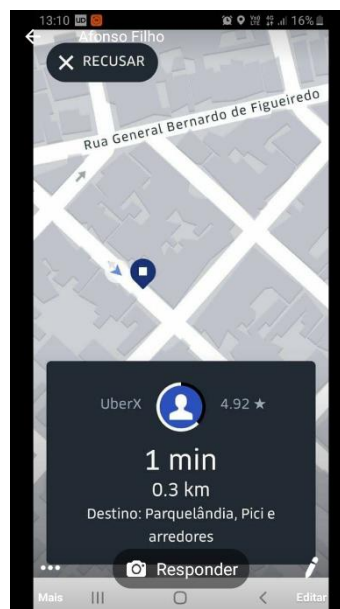 13:10 UD 16%
Afonso Filho
RECUSAR
Rua General Bernardo de Figueiredo
UberX 4.92 ★
1 min
0.3 km
Destino: Parquelândia, Pici e
arredores
Responder
Mais Editar